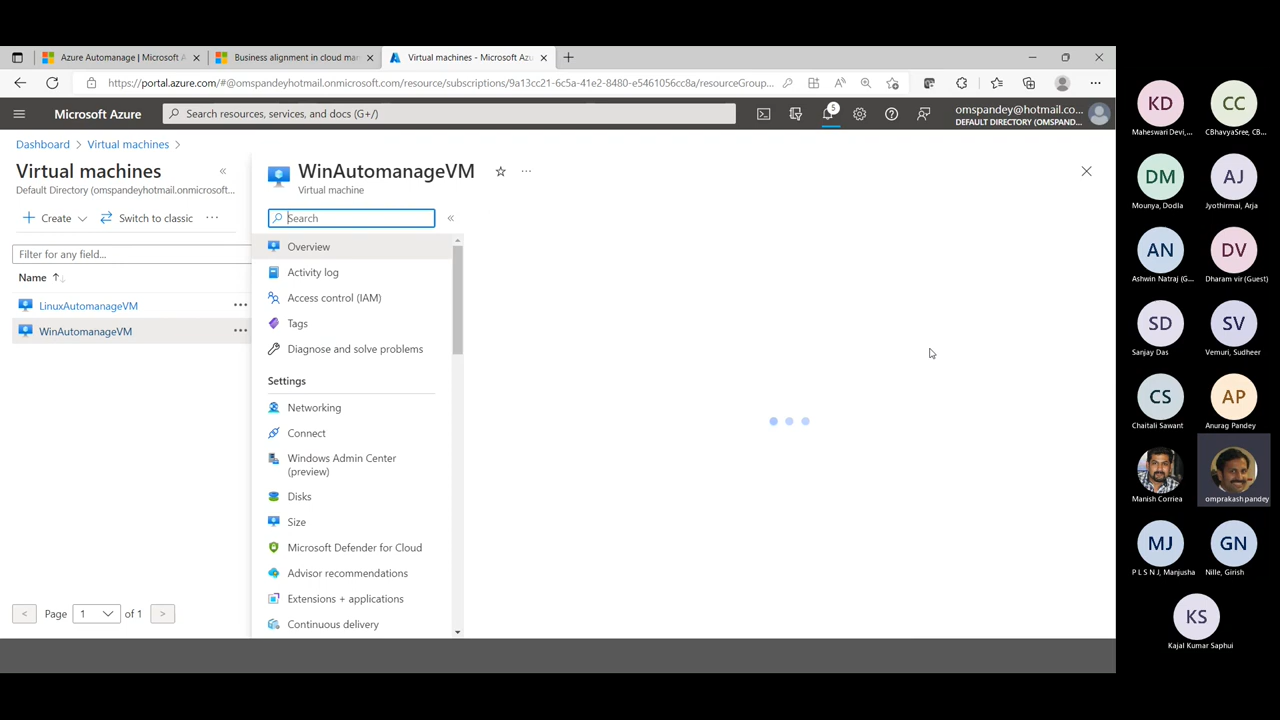 Azure Automanage | Microsoft A
Business alignment in cloud ma
Virtual machines - Microsoft Az
https://portal.azure.com/#@omspandeyhotmail.onmicrosoft.com/resource/subscriptions/9a13cc21-6c5a-41e2-8480-e5461056cc8a/resourceGroup...
Microsoft Azure
Search resources, services, and docs (G+/)
5
omspandey@hotmail.co...
DEFAULT DIRECTORY (OMSPAND...
Dashboard > Virtual machines >
Virtual machines
Default Directory (omspandeyhotmail.onmicrosoft...
Create
Switch to classic
Filter for any field...
Name
LinuxAutomanageVM
WinAutomanageVM
< Page 1 of 1 >
WinAutomanageVM
Virtual machine
Search
Overview
Activity log
Access control (IAM)
Tags
Diagnose and solve problems
Settings
Networking
Connect
Windows Admin Center
(preview)
Disks
Size
Microsoft Defender for Cloud
Advisor recommendations
Extensions + applications
Continuous delivery
KD
Maheswari Devi,...
CC
CBhavyaSree, CB...
DM
Mounya, Dodla
AJ
Jyothirmai, Arja
AN
Ashwin Natraj (G...
DV
Dharam vir (Guest)
SD
Sanjay Das
SV
Vemuri, Sudheer
CS
Chaitali Sawant
AP
Anurag Pandey
Manish Corriea
omprakash pandey
MJ
P L S N J, Manjusha
GN
Nille, Girish
KS
Kajal Kumar Saphui